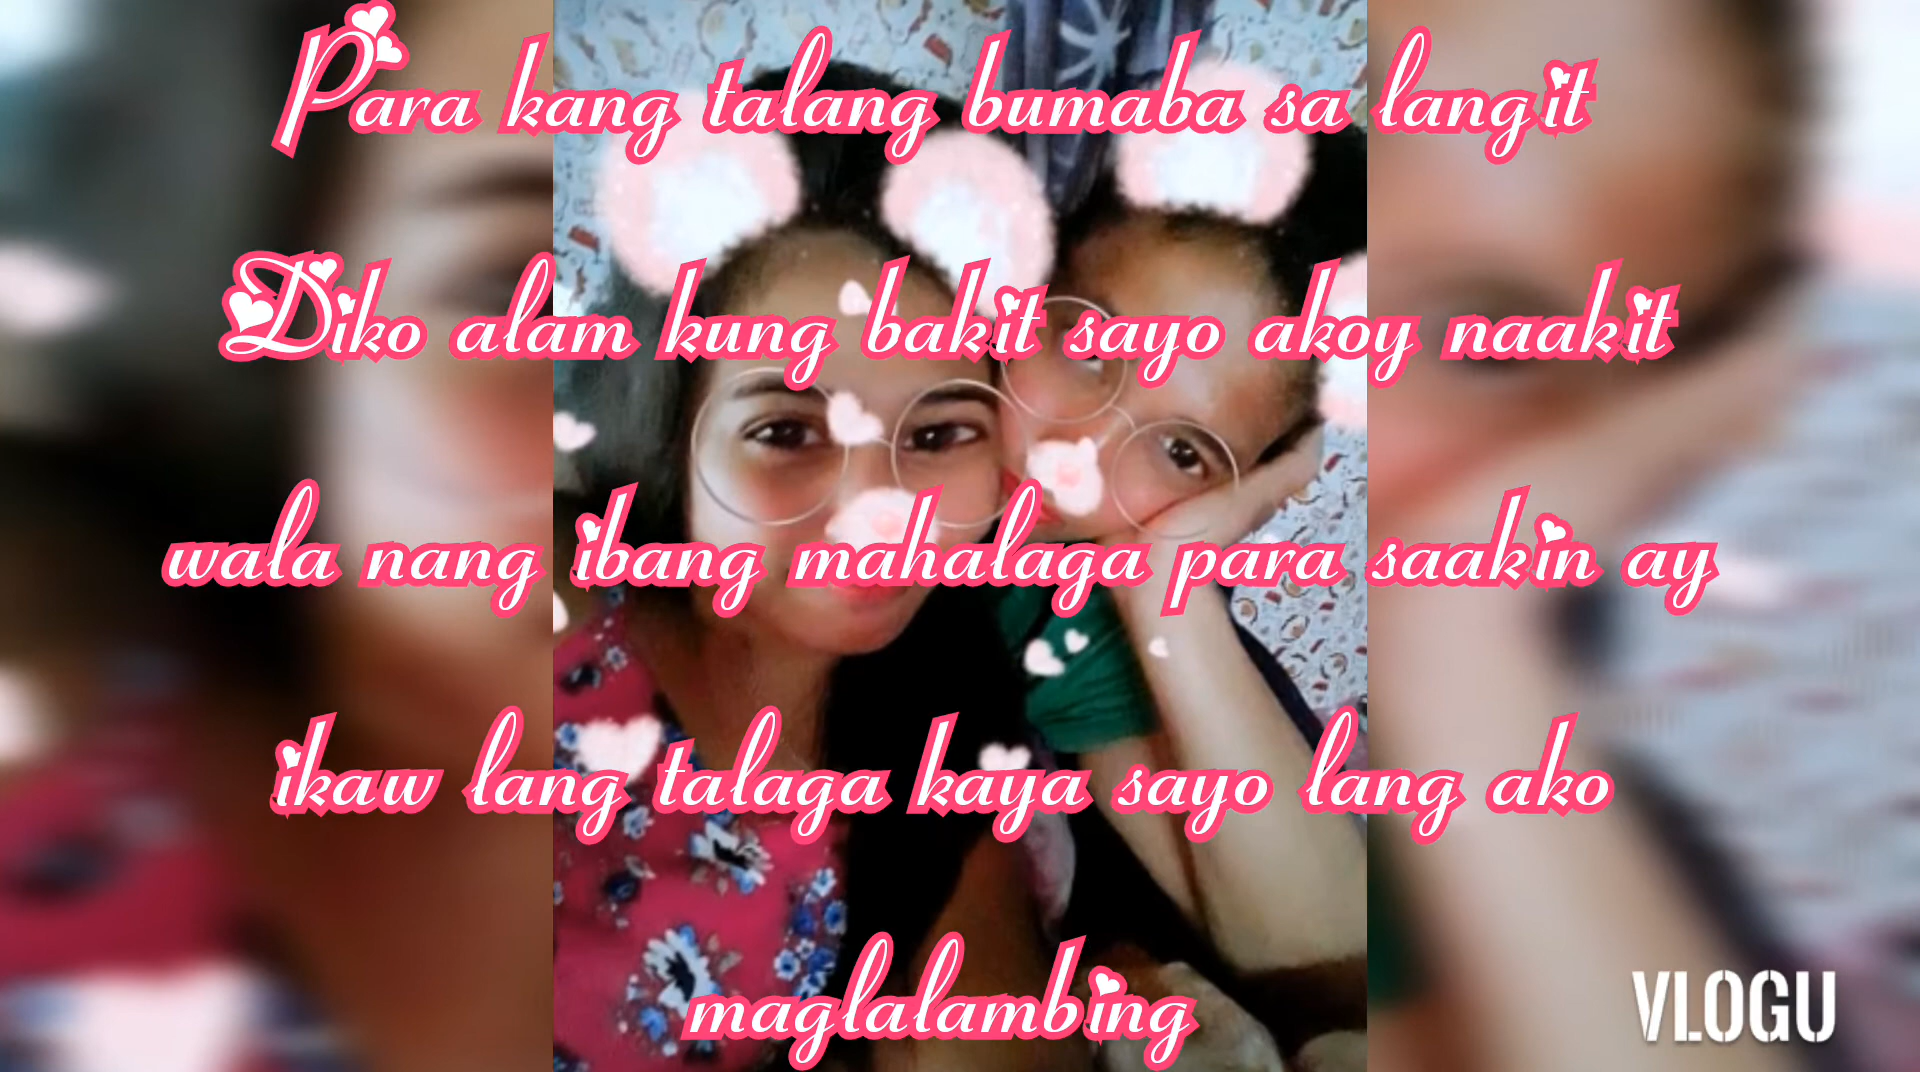 Para kang talang bumaba sa langit
Diko alam kung bakit sayo akoy naakit
wala nang ibang mahalaga para saakin ay
ikaw lang talaga kaya sayo lang ako
maglalambing
VLOGU